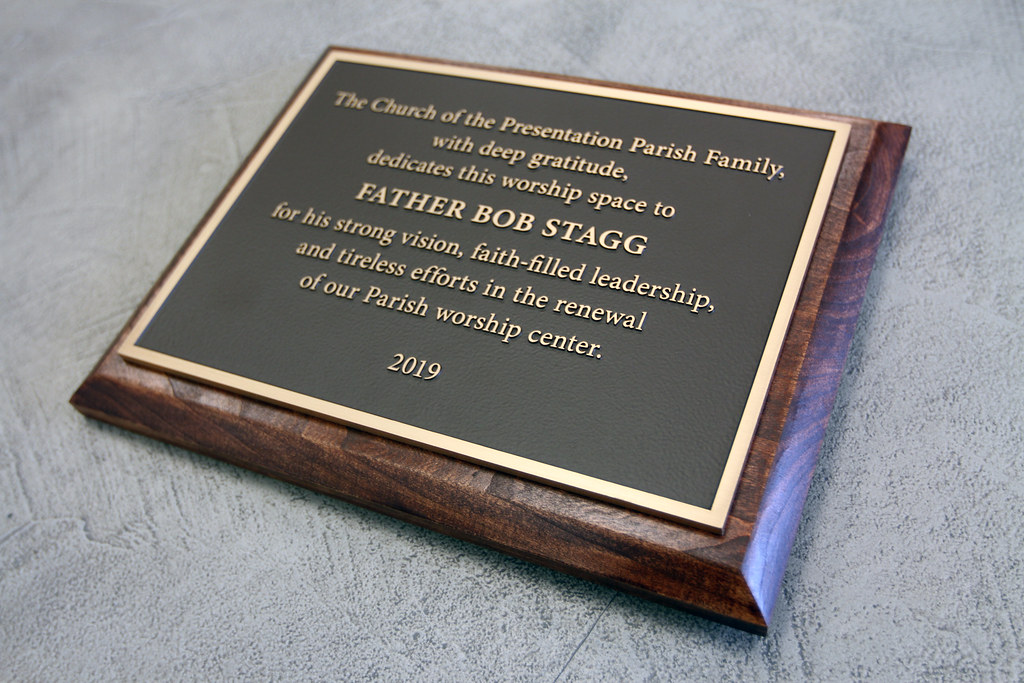 The Church of the Presentation Parish Family,
with deep gratitude,
dedicates this worship space to
FATHER BOB STAGG
for his strong vision, faith-filled leadership,
and tireless efforts in the renewal
of our Parish worship center.
2019